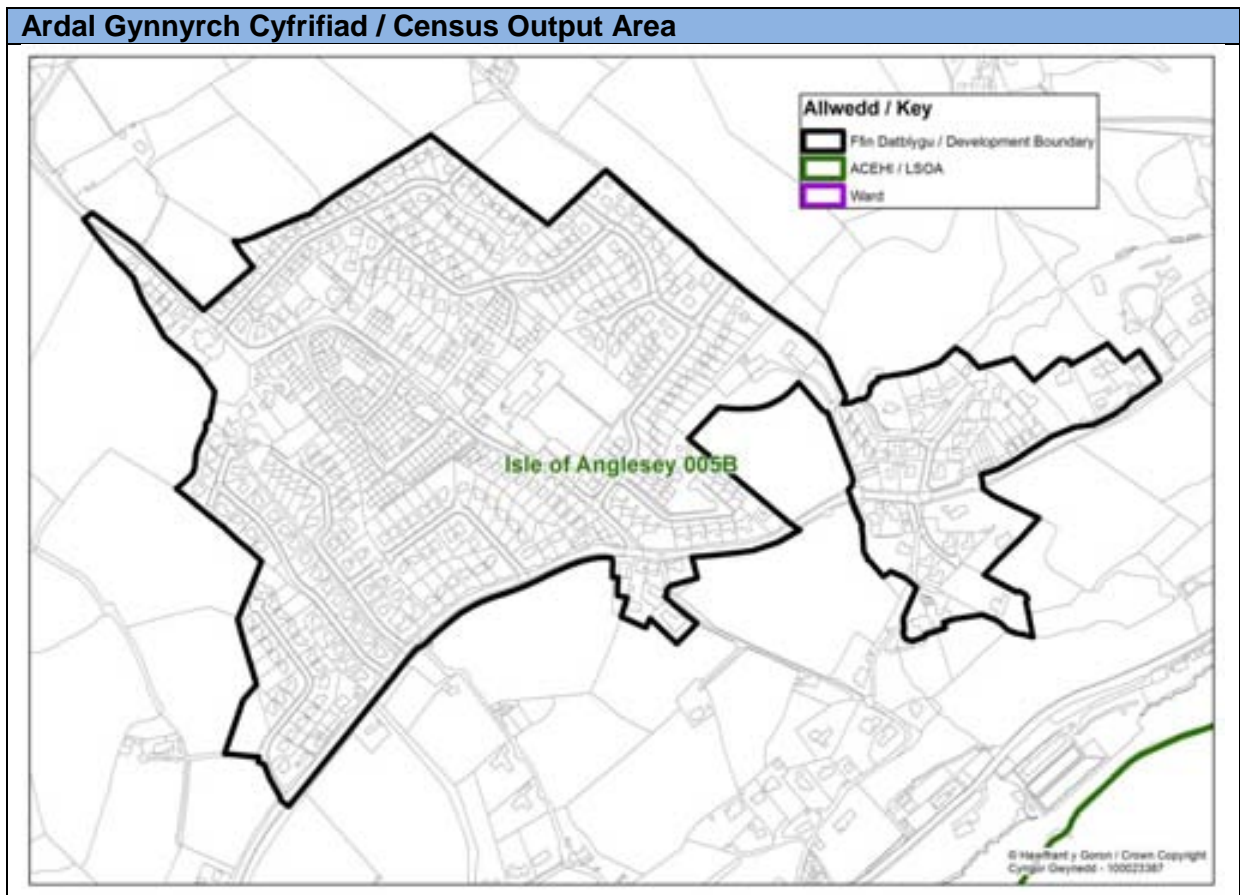 Ardal Gynnyrch Cyfrifiad / Census Output Area
Allwedd / Key
Ffin Datblygu / Development Boundary
ACEHI / LSOA
Ward
Isle of Anglesey 005B
© Hawlfraint y Goron / Crown Copyright
Cyngor Gwynedd - 100023387